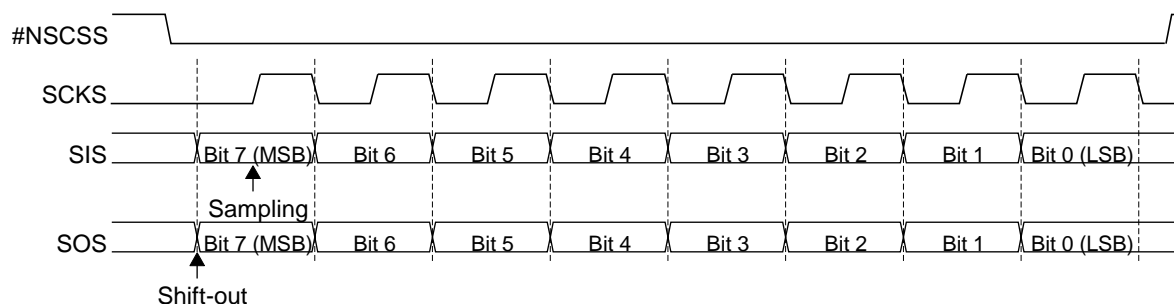 #NSCSS
SCKS
SIS Bit 7 (MSB) Bit 6 Bit 5 Bit 4 Bit 3 Bit 2 Bit 1 Bit 0 (LSB)
Sampling
SOS Bit 7 (MSB) Bit 6 Bit 5 Bit 4 Bit 3 Bit 2 Bit 1 Bit 0 (LSB)
Shift-out